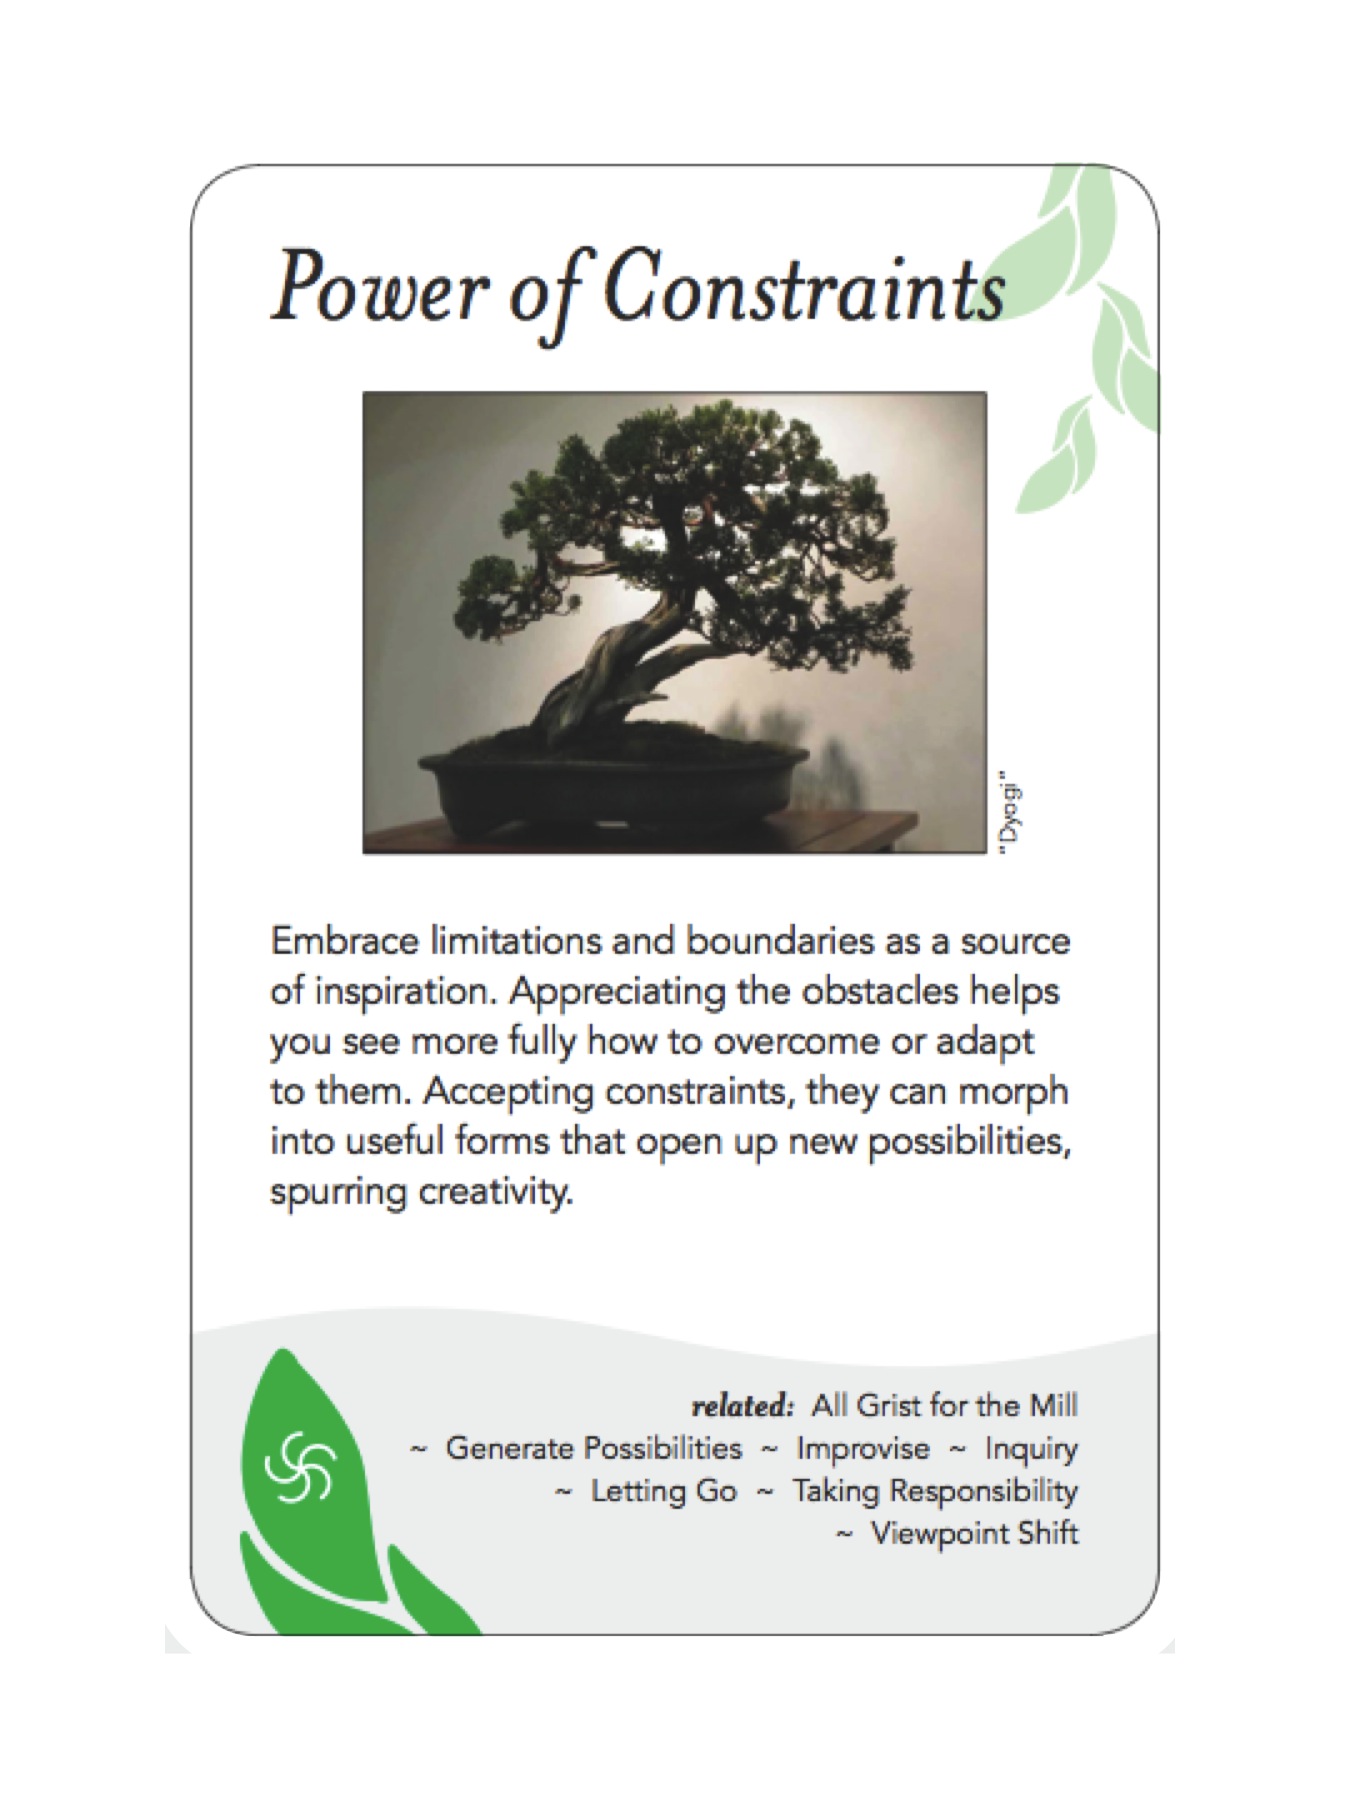 Power of Constraints
"Dyogi"
Embrace limitations and boundaries as a source
of inspiration. Appreciating the obstacles helps
you see more fully how to overcome or adapt
to them. Accepting constraints, they can morph
into useful forms that open up new possibilities,
spurring creativity.
related: All Grist for the Mill
~ Generate Possibilities ~ Improvise ~ Inquiry
~ Letting Go ~ Taking Responsibility
~ Viewpoint Shift